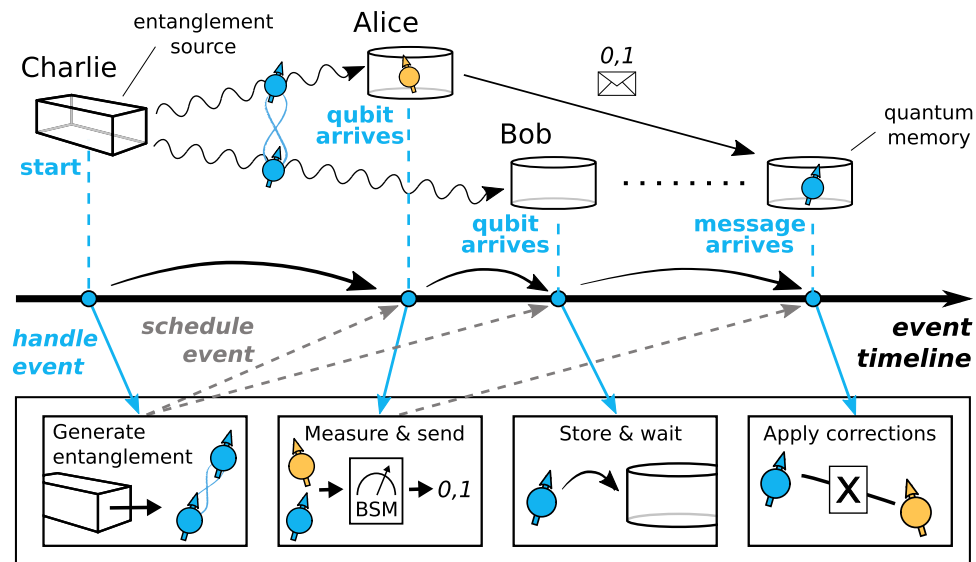 entanglement
source
Alice
Charlie
0,1
quantum
memory
Bob
qubit
arrives
start
qubit
arrives
message
arrives
handle
event
schedule
event
event
timeline
Generate
entanglement
Measure & send
BSM
0,1
Store & wait
Apply corrections
X